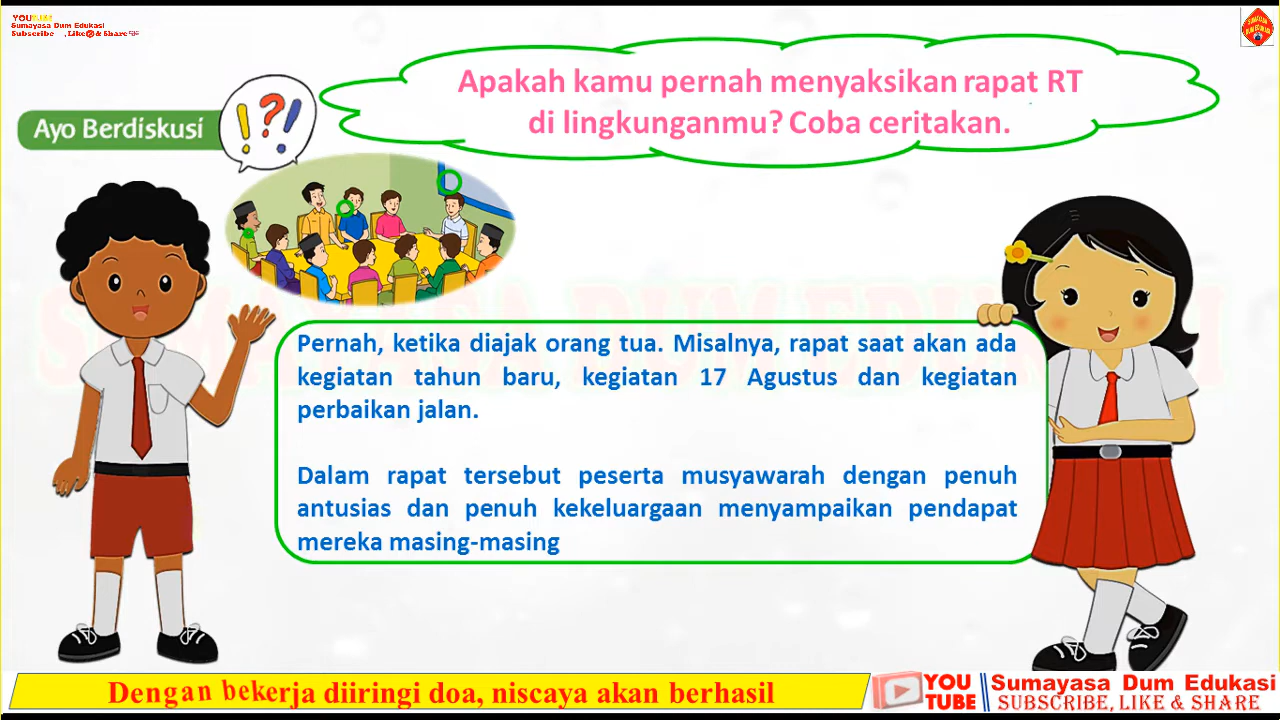 YOUTUBE
Sumayasa Dum Edukasi
Subscribe , Like & Share
Apakah kamu pernah menyaksikan rapat RT
di lingkunganmu? Coba ceritakan.
Ayo Berdiskusi
!?!
Pernah, ketika diajak orang tua. Misalnya, rapat saat akan ada
kegiatan tahun baru, kegiatan 17 Agustus dan kegiatan
perbaikan jalan.
Dalam rapat tersebut peserta musyawarah dengan penuh
antusias dan penuh kekeluargaan menyampaikan pendapat
mereka masing-masing
Dengan bekerja diiringi doa, niscaya akan berhasil
YOU
TUBE
Sumayasa Dum Edukasi
SUBSCRIBE, LIKE & SHARE